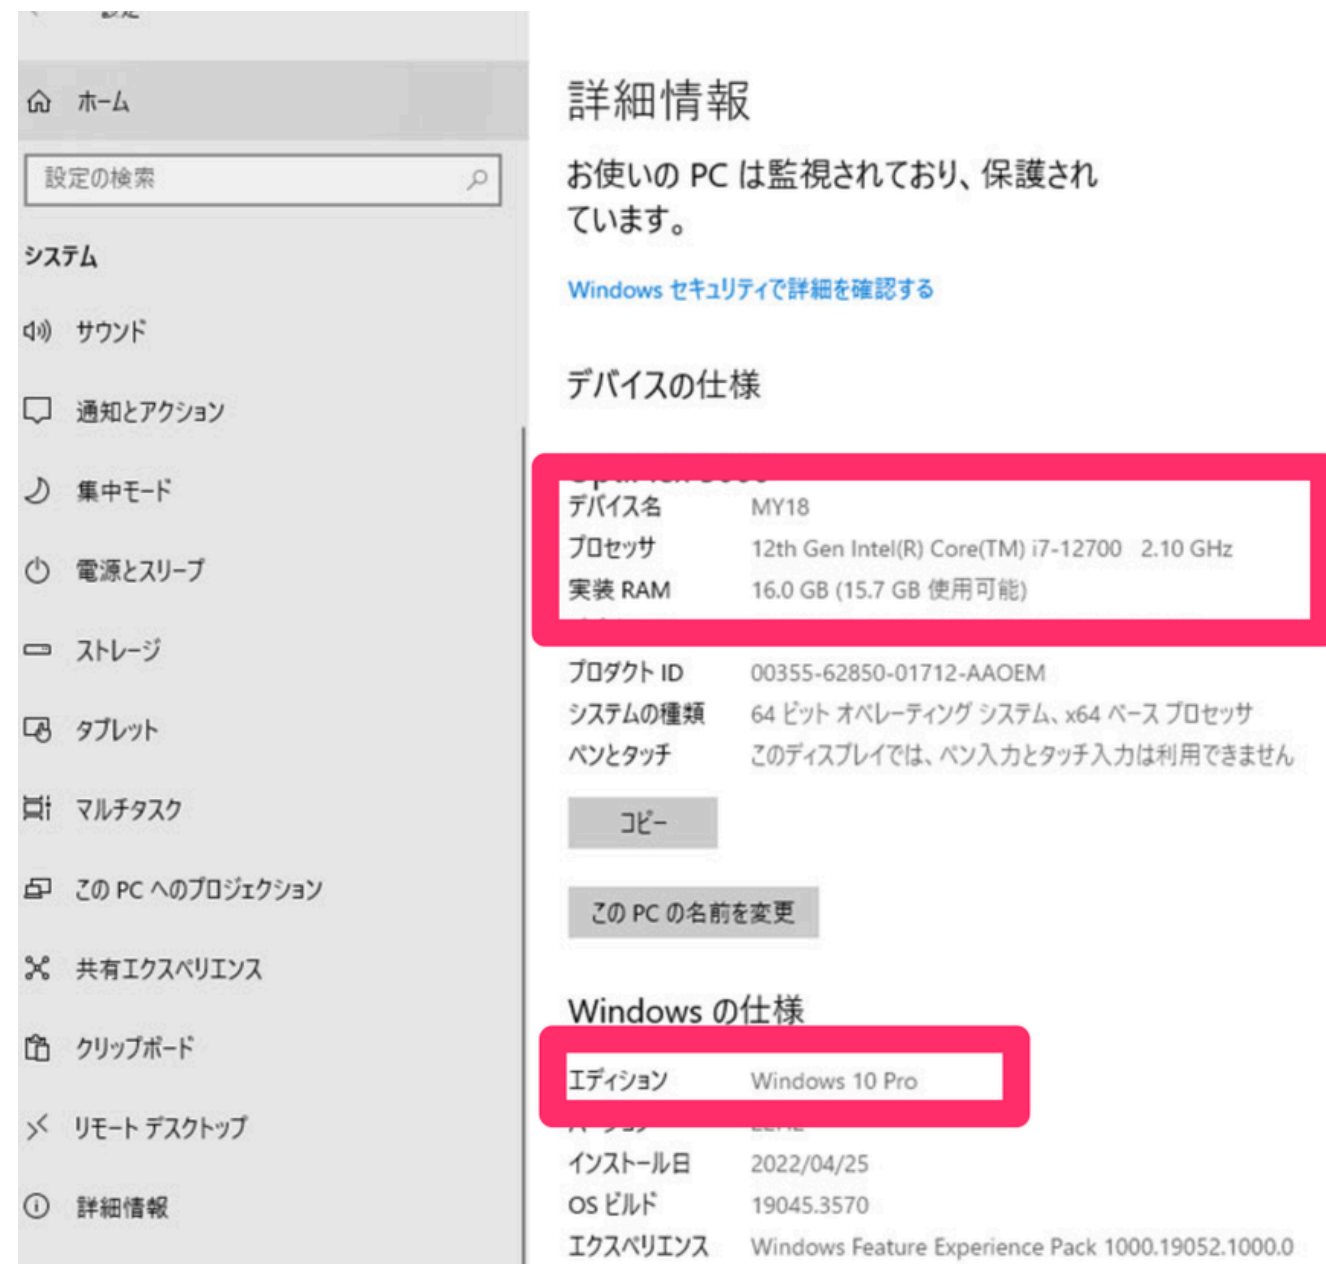 設定
ホーム
設定の検索
システム
サウンド
通知とアクション
集中モード
電源とスリープ
ストレージ
タブレット
マルチタスク
この PC へのプロジェクション
共有エクスペリエンス
クリップボード
リモート デスクトップ
詳細情報
詳細情報
お使いの PC は監視されており、保護され
ています。
Windows セキュリティで詳細を確認する
デバイスの仕様
デバイス名 MY18
プロセッサ 12th Gen Intel(R) Core(TM) i7-12700 2.10 GHz
実装 RAM 16.0 GB (15.7 GB 使用可能)
プロダクト ID 00355-62850-01712-AAOEM
システムの種類 64 ビット オペレーティング システム、x64 ベース プロセッサ
ペンとタッチ このディスプレイでは、ペン入力とタッチ入力は利用できません
コピー
この PC の名前を変更
Windows の仕様
エディション Windows 10 Pro
バージョン 22H2
インストール日 2022/04/25
OS ビルド 19045.3570
エクスペリエンス Windows Feature Experience Pack 1000.19052.1000.0